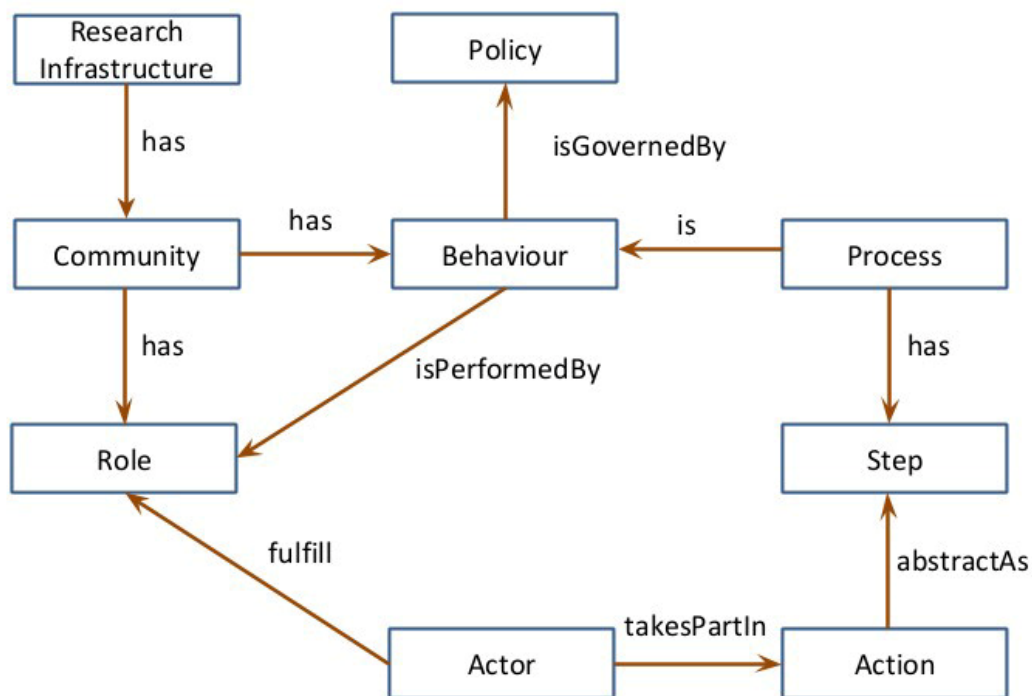 Research
Infrastructure
Policy
has
isGovernedBy
Community
has
Behaviour
is
Process
has
isPerformedBy
has
Role
Step
fulfill
abstractAs
Actor
takesPartIn
Action